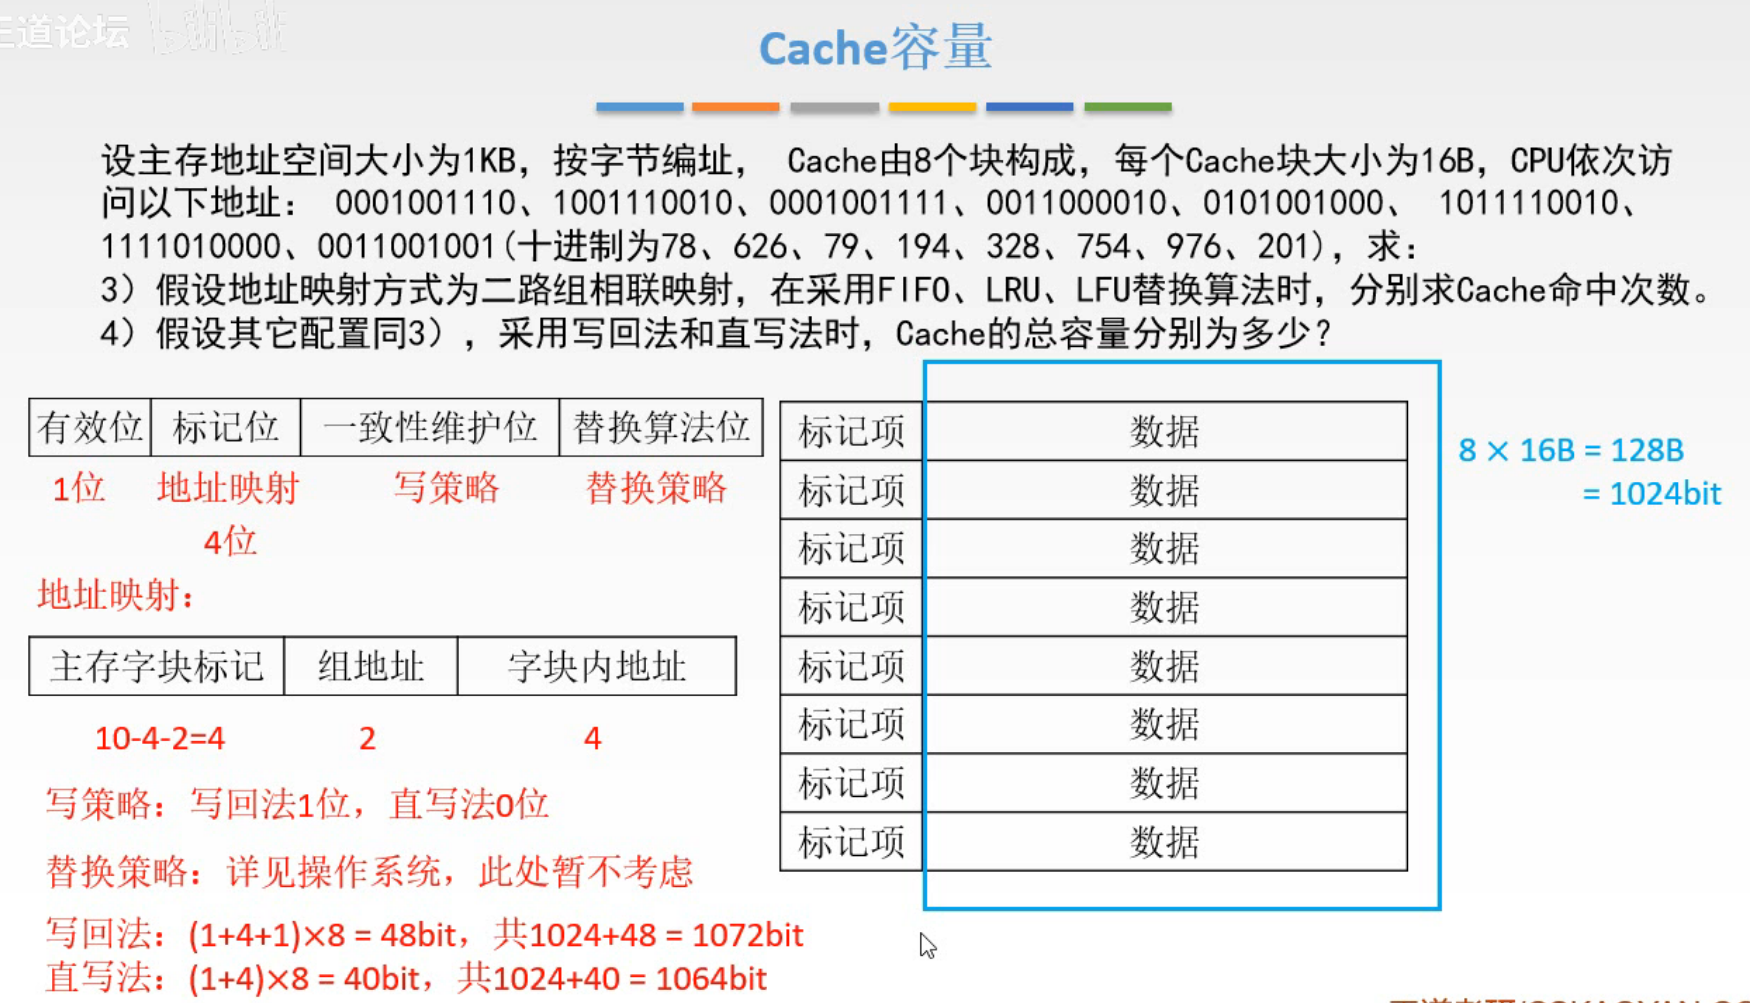 三道论坛 bilibili
Cache容量
设主存地址空间大小为1KB，按字节编址， Cache由8个块构成，每个Cache块大小为16B，CPU依次访
问以下地址： 0001001110、1001110010、0001001111、0011000010、0101001000、 1011110010、
1111010000、0011001001(十进制为78、626、79、194、328、754、976、201)，求：
3）假设地址映射方式为二路组相联映射，在采用FIFO、LRU、LFU替换算法时，分别求Cache命中次数。
4）假设其它配置同3），采用写回法和直写法时，Cache的总容量分别为多少？
有效位 标记位 一致性维护位 替换算法位
1位 地址映射 写策略 替换策略
4位
地址映射：
主存字块标记 组地址 字块内地址
10-4-2=4 2 4
写策略：写回法1位，直写法0位
替换策略：详见操作系统，此处暂不考虑
写回法：(1+4+1)×8 = 48bit，共1024+48 = 1072bit
直写法：(1+4)×8 = 40bit，共1024+40 = 1064bit
标记项 数据
标记项 数据
标记项 数据
标记项 数据
标记项 数据
标记项 数据
标记项 数据
标记项 数据
8 × 16B = 128B
= 1024bit